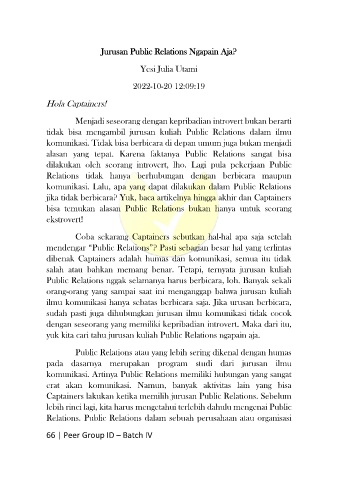 Jurusan Public Relations Ngapain Aja?
Yesi Julia Utami
2022-10-20 12:09:19
Hola Captainers!
Menjadi seseorang dengan kepribadian introvert bukan berarti
tidak bisa mengambil jurusan kuliah Public Relations dalam ilmu
komunikasi. Tidak bisa berbicara di depan umum juga bukan menjadi
alasan yang tepat. Karena faktanya Public Relations sangat bisa
dilakukan oleh seorang introvert, lho. Lagi pula pekerjaan Public
Relations tidak hanya berhubungan dengan berbicara maupun
komunikasi. Lalu, apa yang dapat dilakukan dalam Public Relations
jika tidak berbicara? Yuk, baca artikelnya hingga akhir dan Captainers
bisa temukan alasan Public Relations bukan hanya untuk seorang
ekstrovert!
Coba sekarang Captainers sebutkan hal-hal apa saja setelah
mendengar “Public Relations”? Pasti sebagian besar hal yang terlintas
dibenak Captainers adalah humas dan komunikasi, semua itu tidak
salah atau bahkan memang benar. Tetapi, ternyata jurusan kuliah
Public Relations nggak selamanya harus berbicara, loh. Banyak sekali
orang-orang yang sampai saat ini menganggap bahwa jurusan kuliah
ilmu komunikasi hanya sebatas berbicara saja. Jika urusan berbicara,
sudah pasti juga dihubungkan jurusan ilmu komunikasi tidak cocok
dengan seseorang yang memiliki kepribadian introvert. Maka dari itu,
yuk kita cari tahu jurusan kuliah Public Relations ngapain aja.
Public Relations atau yang lebih sering dikenal dengan humas
pada dasarnya merupakan program studi dari jurusan ilmu
komunikasi. Artinya Public Relations memiliki hubungan yang sangat
erat akan komunikasi. Namun, banyak aktivitas lain yang bisa
Captainers lakukan ketika memilih jurusan Public Relations. Sebelum
lebih rinci lagi, kita harus mengetahui terlebih dahulu mengenai Public
Relations. Public Relations dalam sebuah perusahaan atau organisasi
66 | Peer Group ID – Batch IV